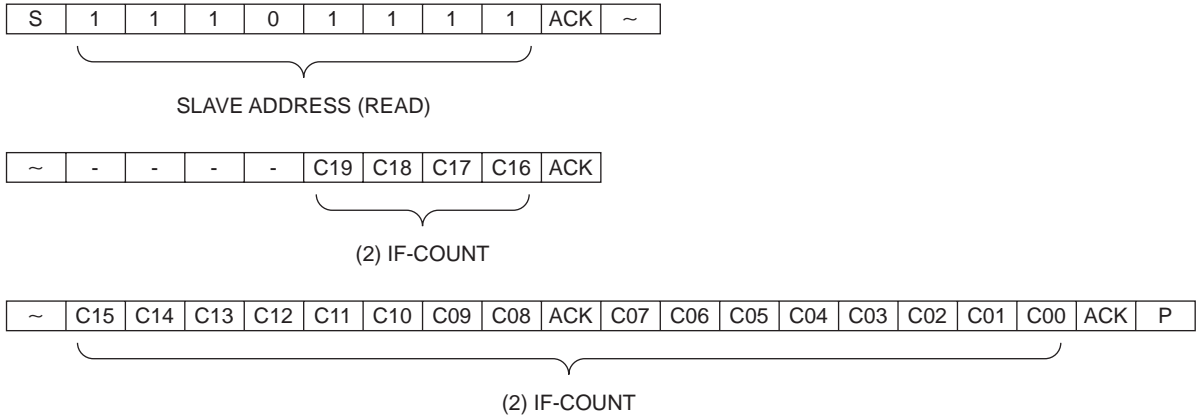 S 1 1 1 0 1 1 1 1 ACK ~
SLAVE ADDRESS (READ)
~ - - - - C19 C18 C17 C16 ACK
(2) IF-COUNT
~ C15 C14 C13 C12 C11 C10 C09 C08 ACK C07 C06 C05 C04 C03 C02 C01 C00 ACK P
(2) IF-COUNT